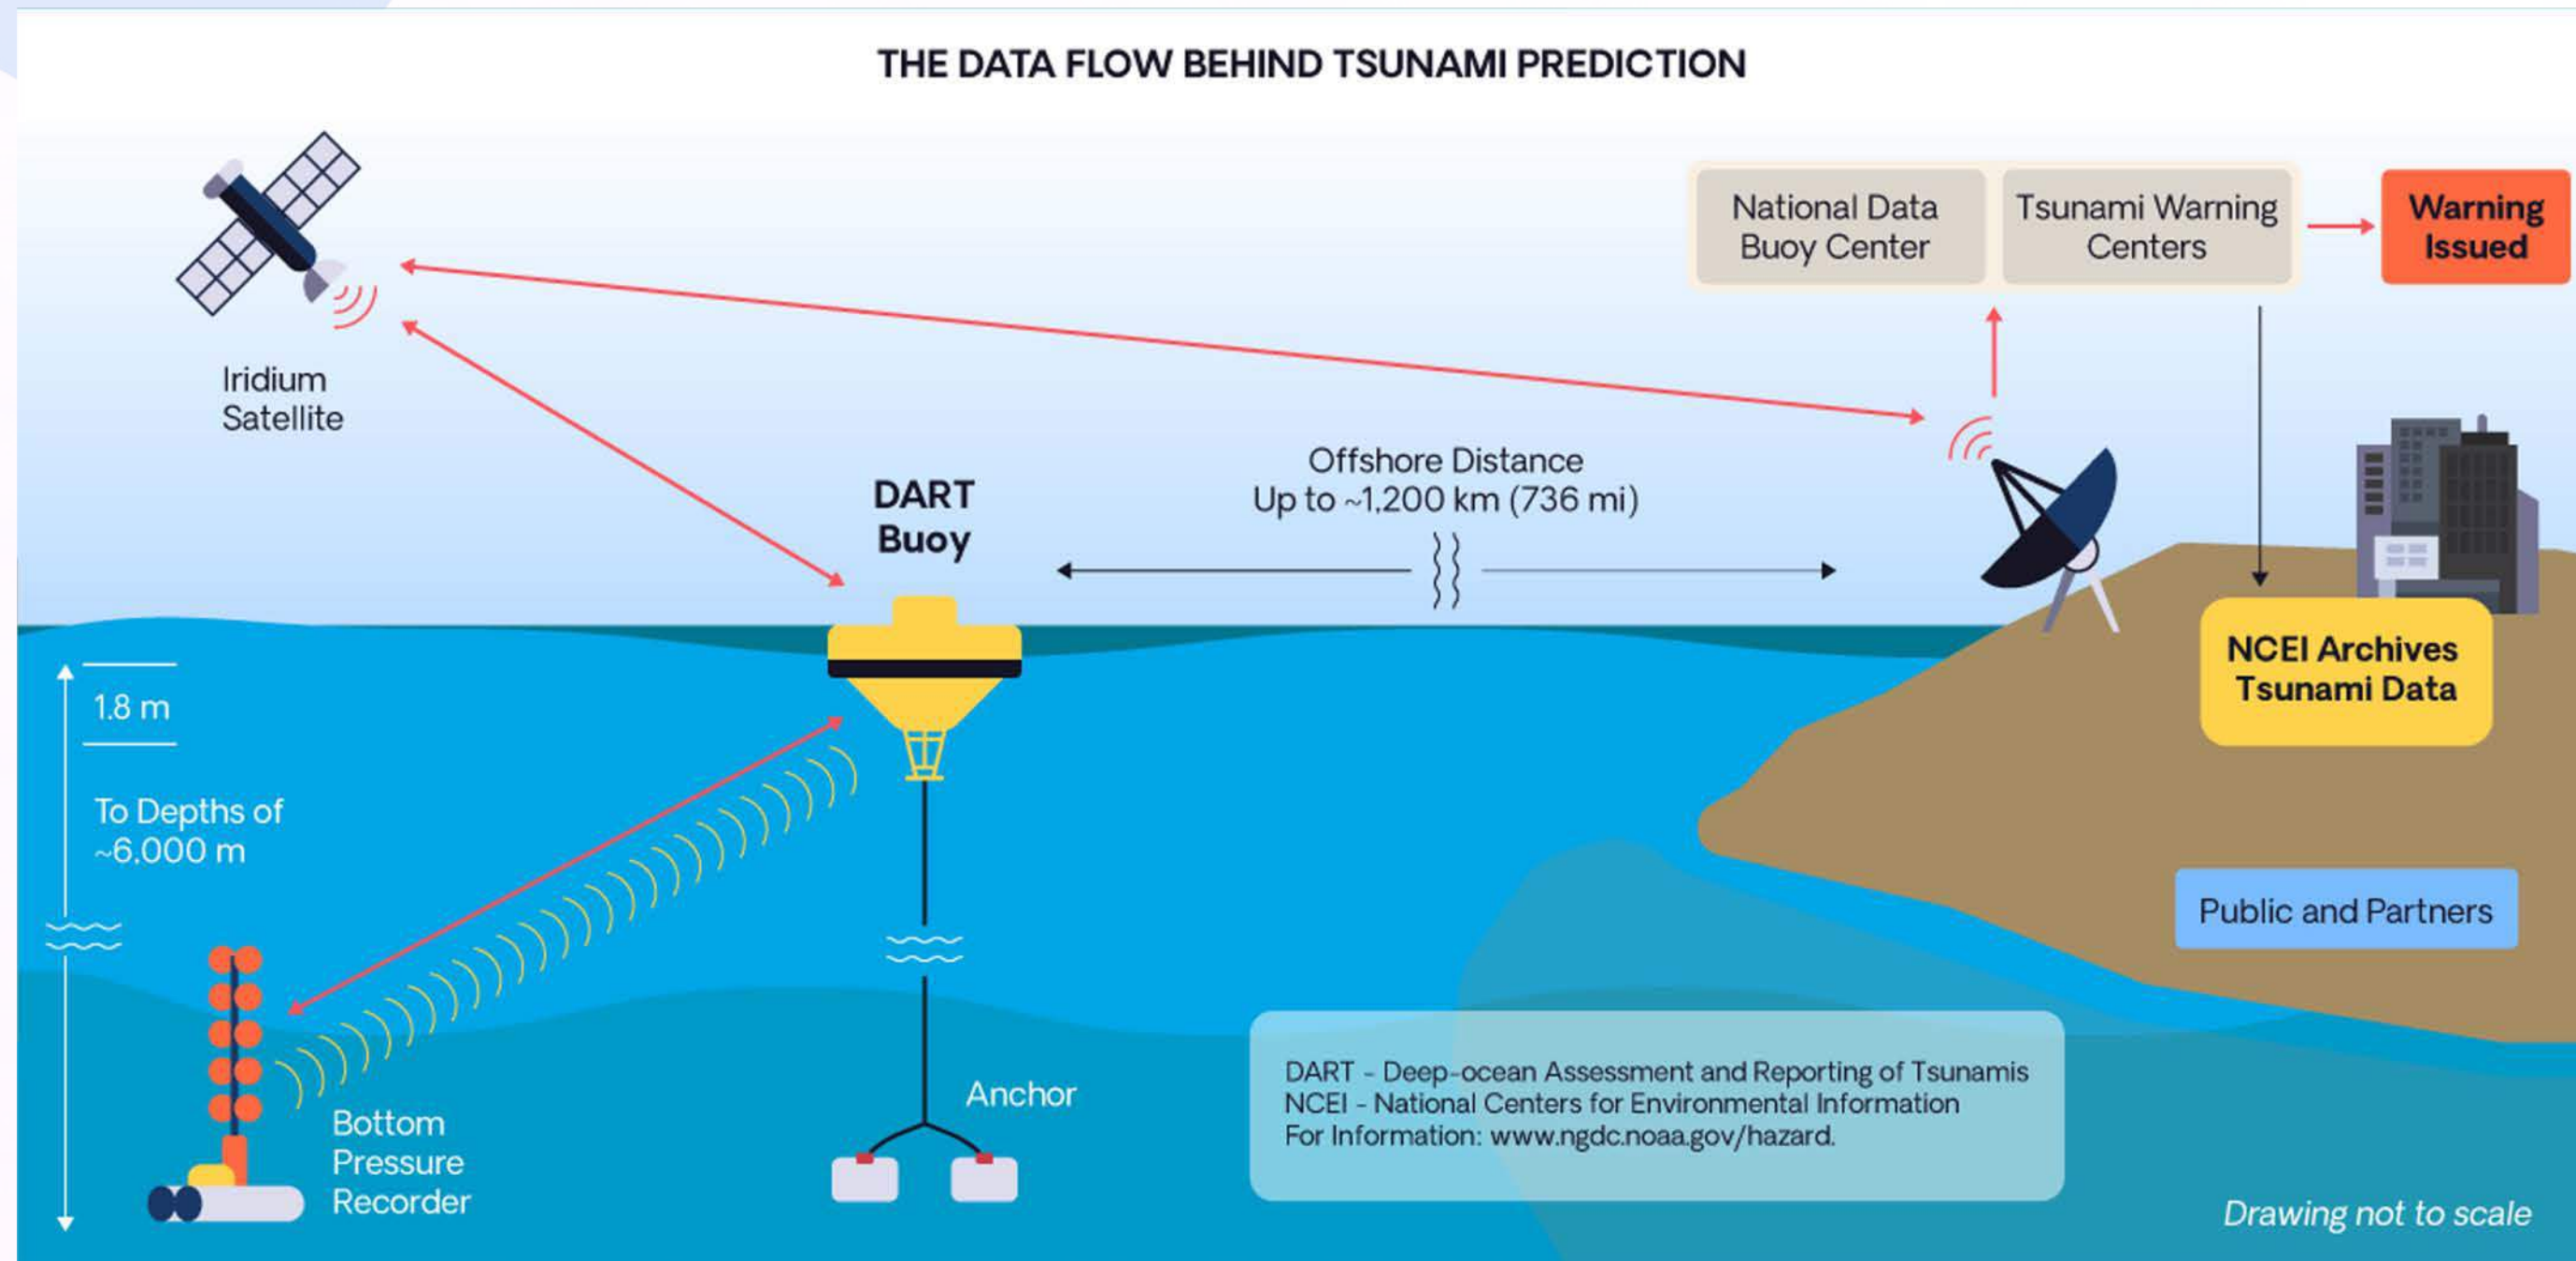 THE DATA FLOW BEHIND TSUNAMI PREDICTION
National Data
Buoy Center
Tsunami Warning
Centers
Warning
Issued
Iridium
Satellite
DART
Buoy
Offshore Distance
Up to ~1,200 km (736 mi)
1.8 m
To Depths of
~6,000 m
NCEI Archives
Tsunami Data
Public and Partners
Bottom
Pressure
Recorder
Anchor
DART - Deep-ocean Assessment and Reporting of Tsunamis
NCEI - National Centers for Environmental Information
For Information: www.ngdc.noaa.gov/hazard.
Drawing not to scale